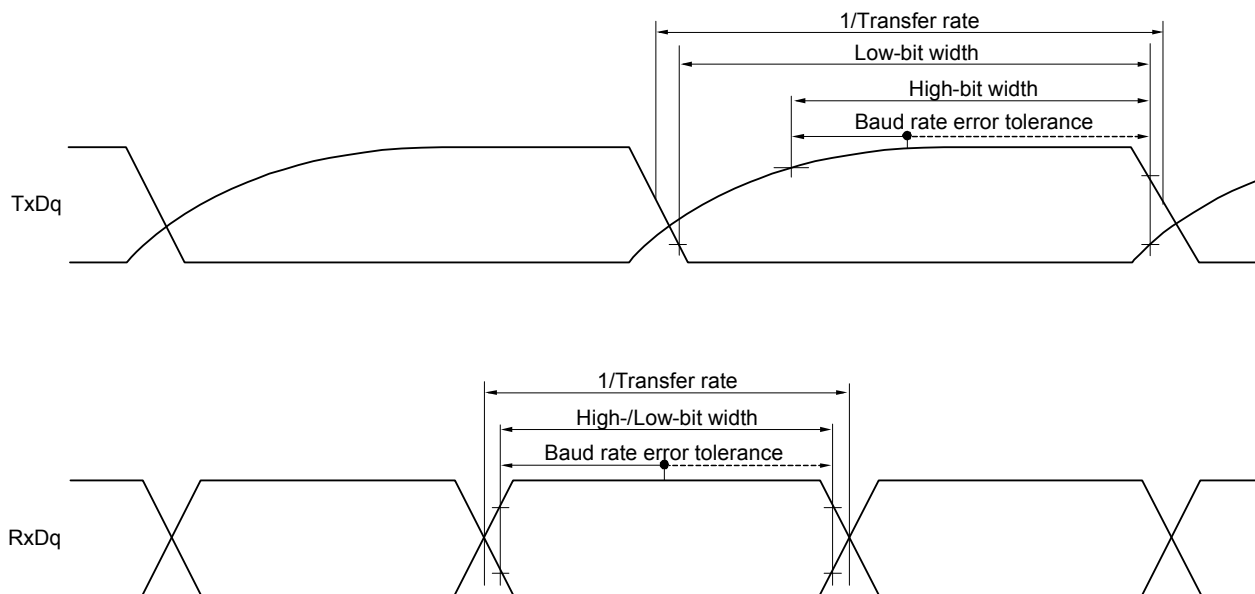 1/Transfer rate
Low-bit width
High-bit width
Baud rate error tolerance
TxDq
1/Transfer rate
High-/Low-bit width
Baud rate error tolerance
RxDq